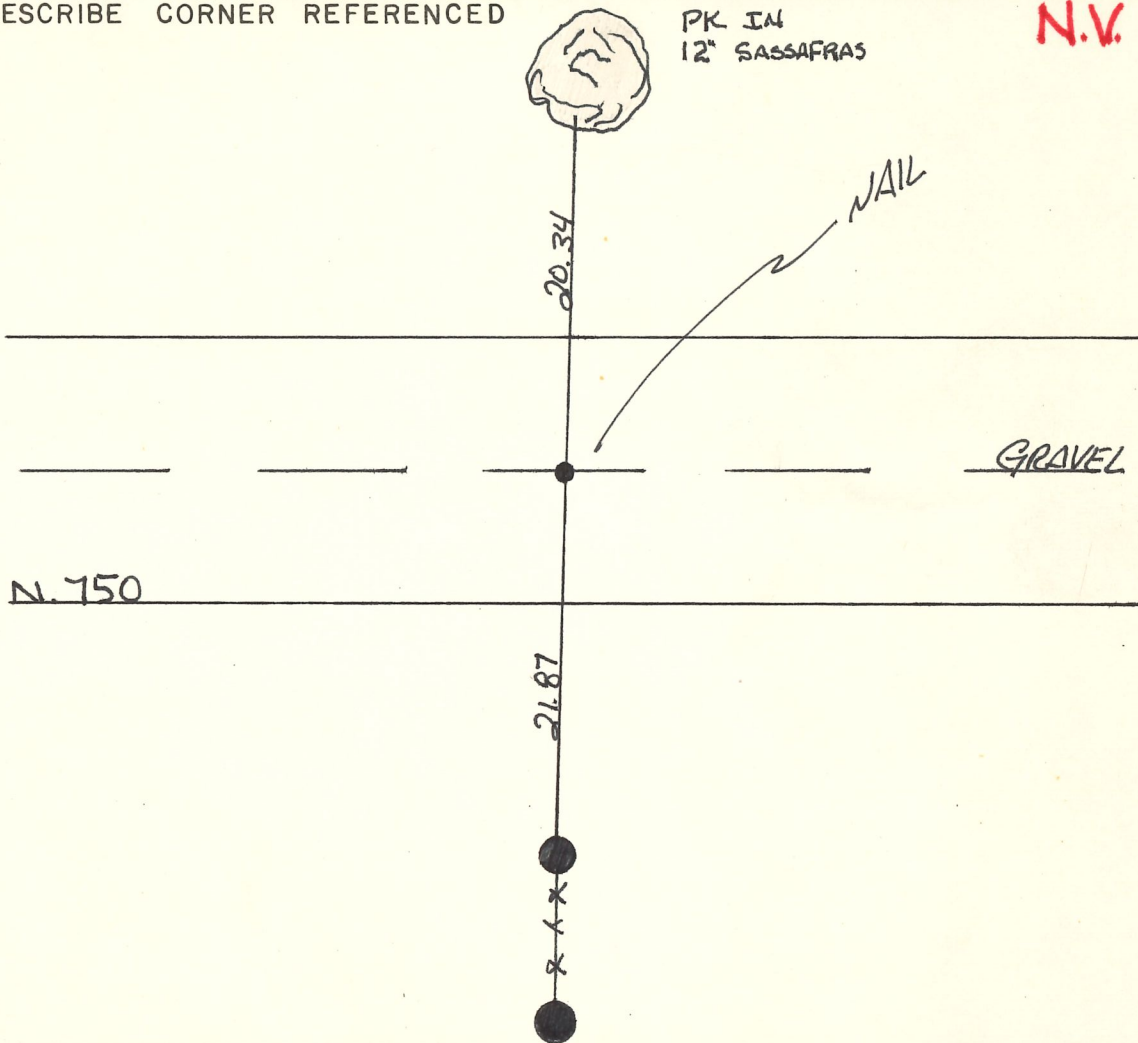 ESCRIBE CORNER REFERENCED
PK IN
12" SASSAFRAS
N.V.
NAIL
20.34
GRAVEL
N. 750
21.87
x x x